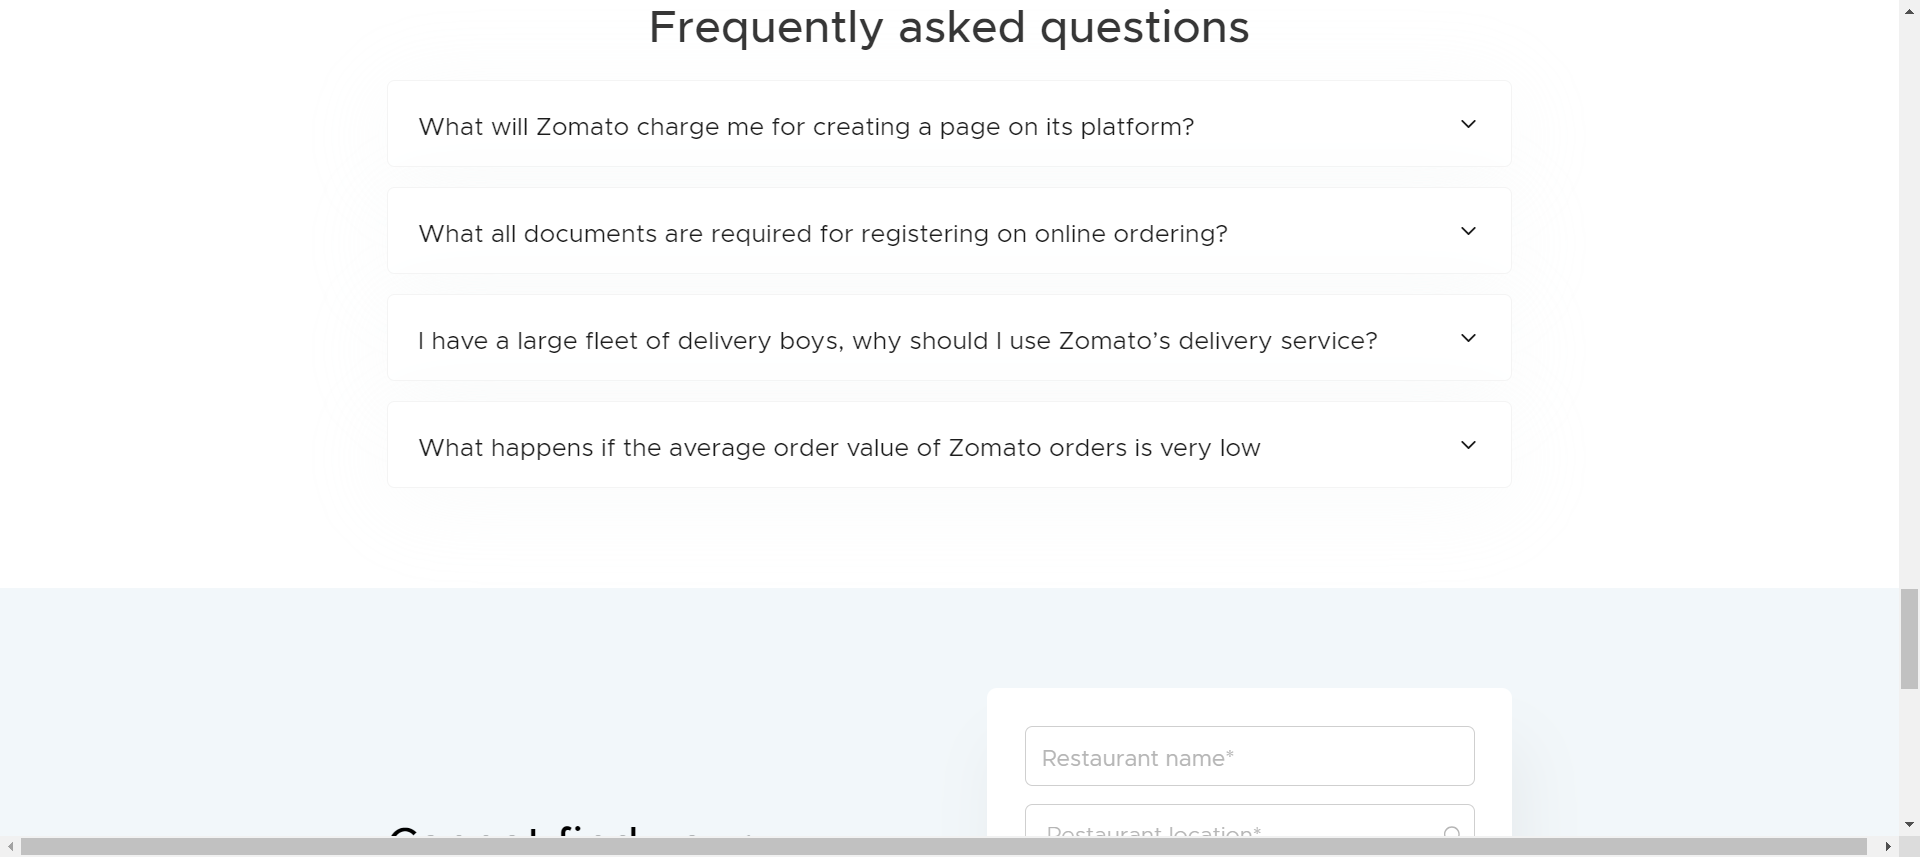 Frequently asked questions
What will Zomato charge me for creating a page on its platform?
What all documents are required for registering on online ordering?
I have a large fleet of delivery boys, why should I use Zomato’s delivery service?
What happens if the average order value of Zomato orders is very low
Restaurant name*
Restaurant location*